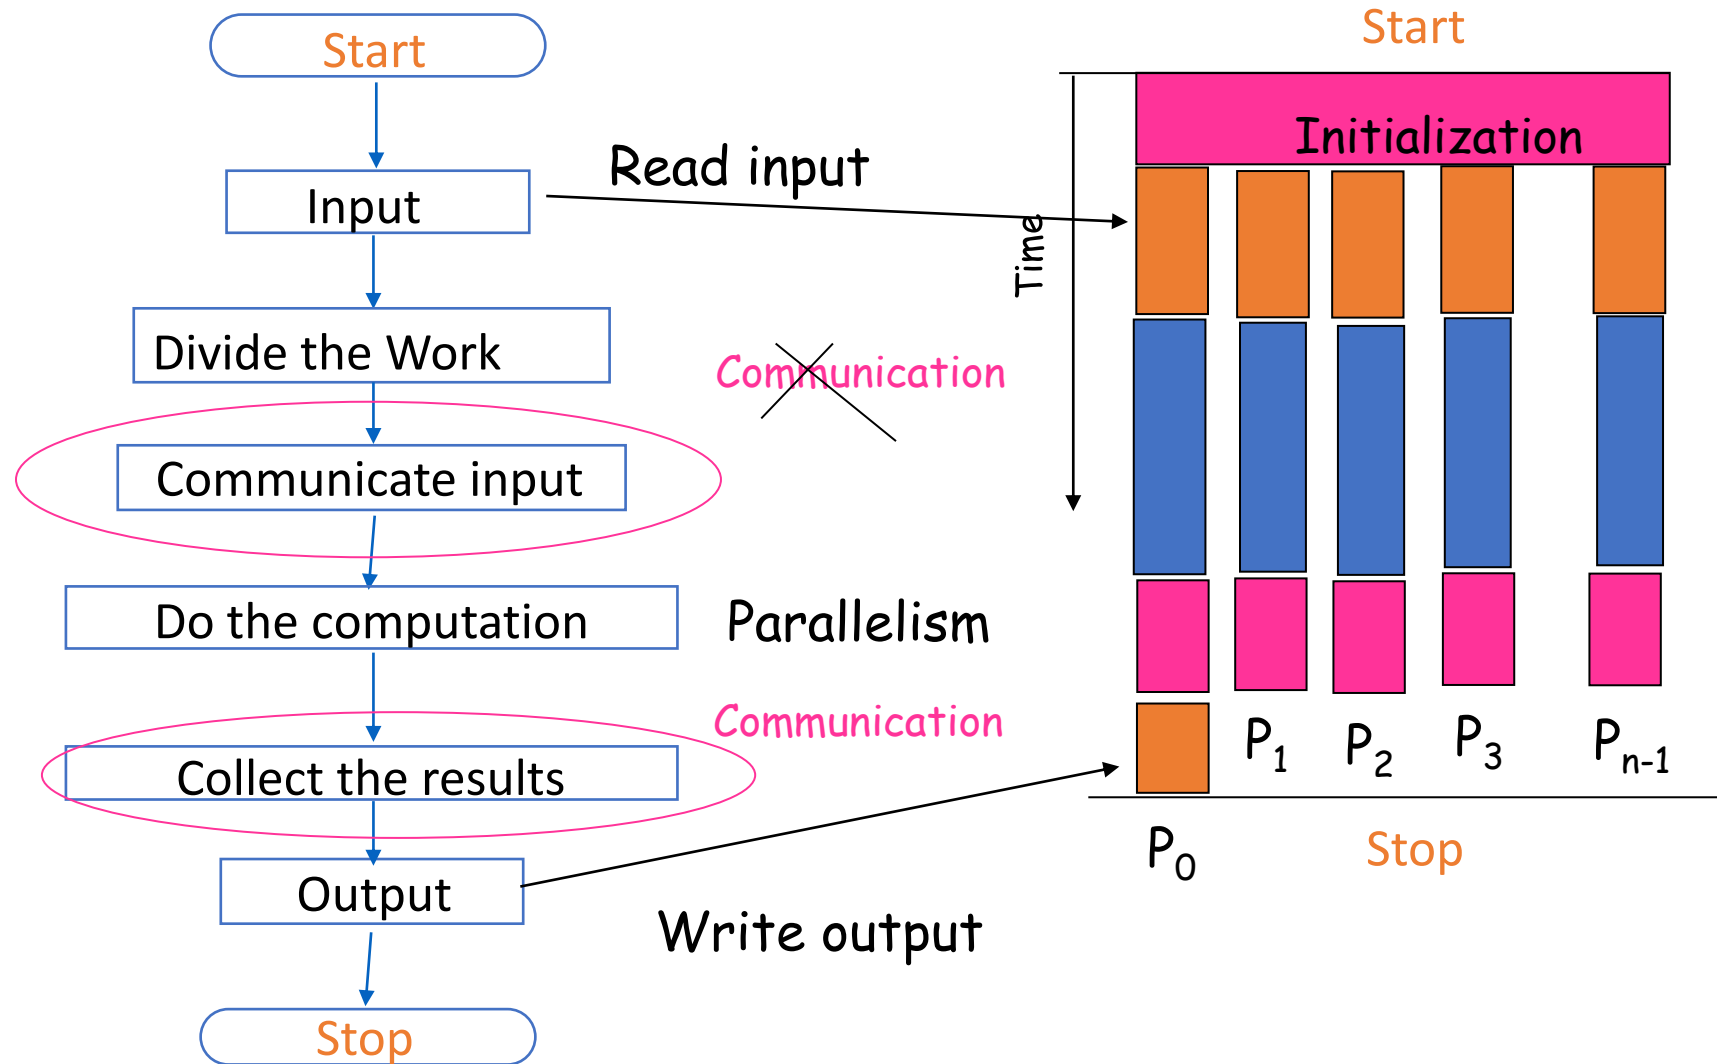 Start
Input
Divide the Work
Communicate input
Do the computation
Collect the results
Output
Stop
Read input
Communication
Parallelism
Communication
Write output
Start
Initialization
Time
P1
P2
P3
Pn-1
P0
Stop